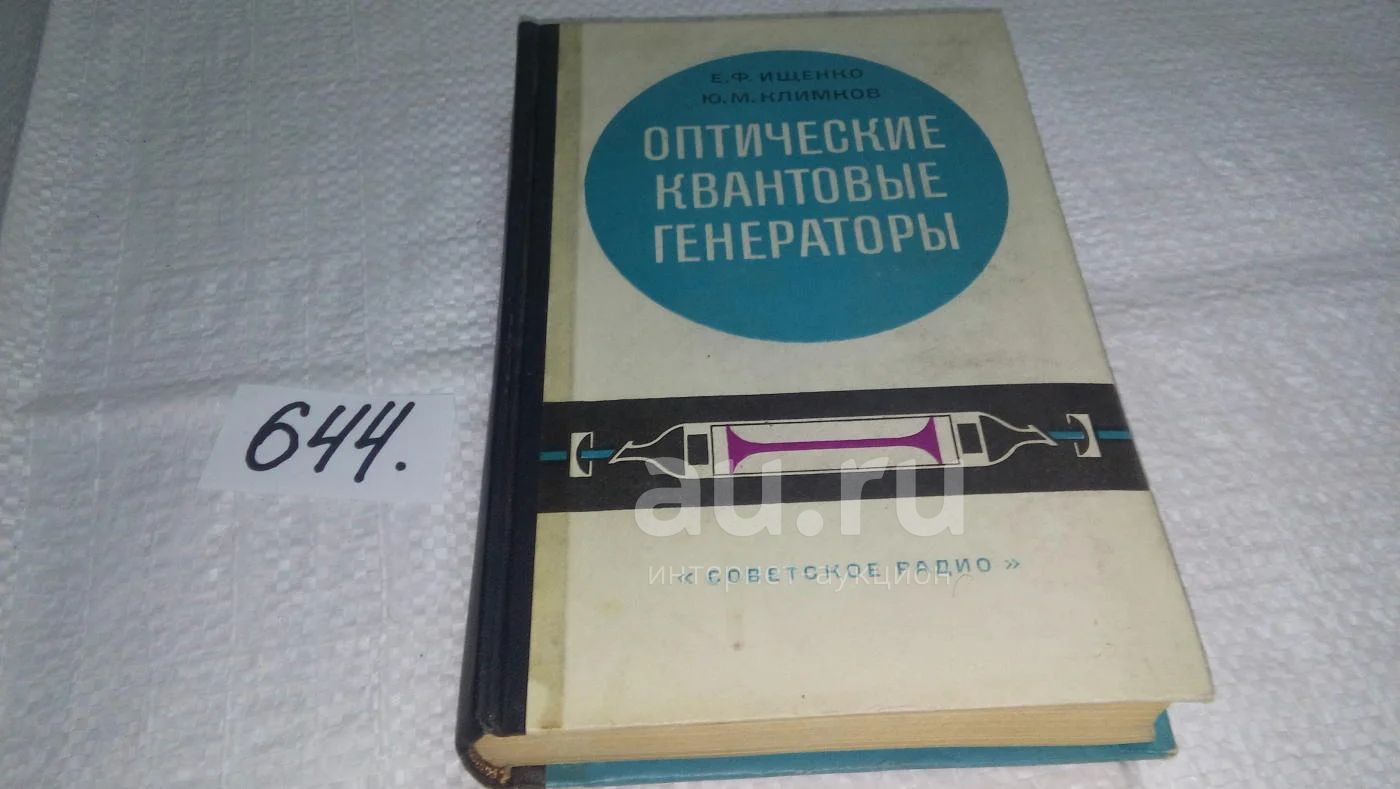 Е.Ф. ИЩЕНКО
Ю.М. КЛИМКОВ
ОПТИЧЕСКИЕ
КВАНТОВЫЕ
ГЕНЕРАТОРЫ
644.
au.ru
« СОВЕТСКОЕ РАДИО »
интернет аукцион